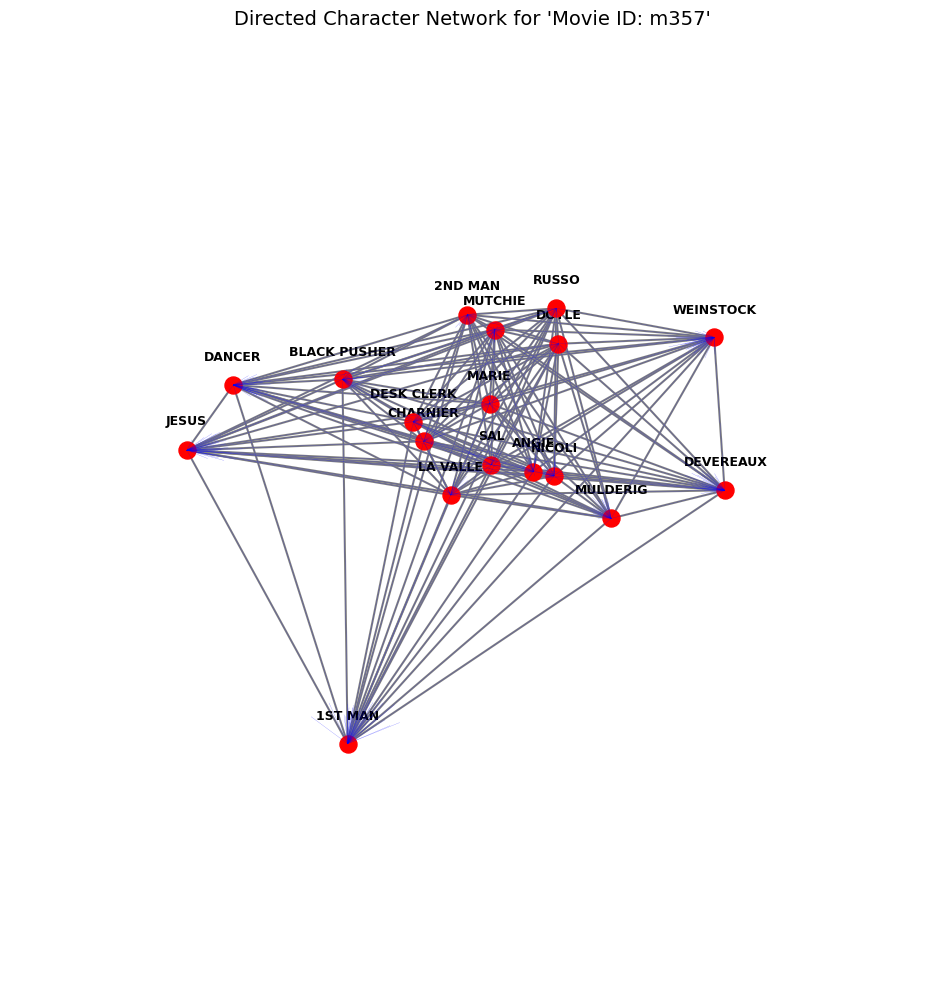 Directed Character Network for 'Movie ID: m357'
RUSSO
2ND MAN
MUTCHIE
WEINSTOCK
DOYLE
BLACK PUSHER
DANCER
MARIE
DESK CLERK
CHARNIER
JESUS
SAL
ANGIE
NICOLI
DEVEREAUX
LA VALLE
MULDERIG
1ST MAN